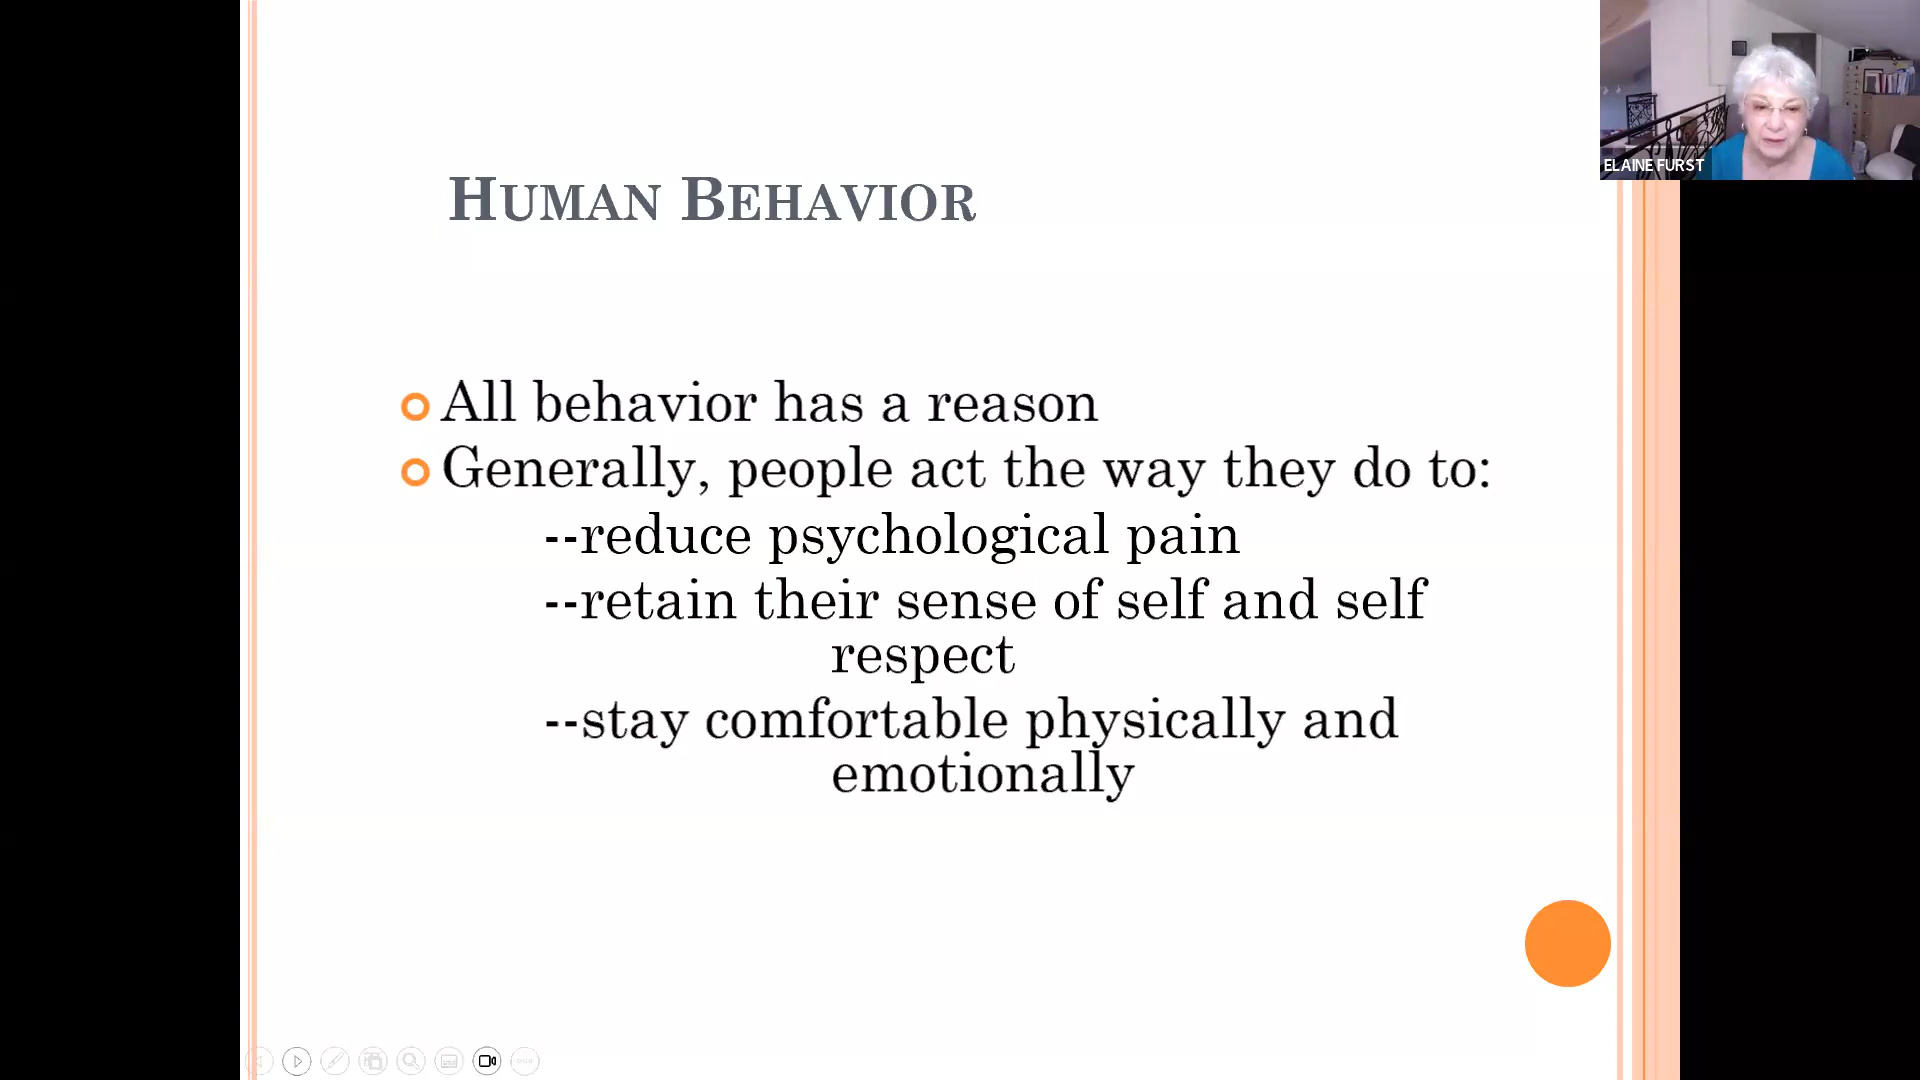 ELAINE FURST
HUMAN BEHAVIOR
All behavior has a reason
Generally, people act the way they do to:
--reduce psychological pain
--retain their sense of self and self
respect
--stay comfortable physically and
emotionally